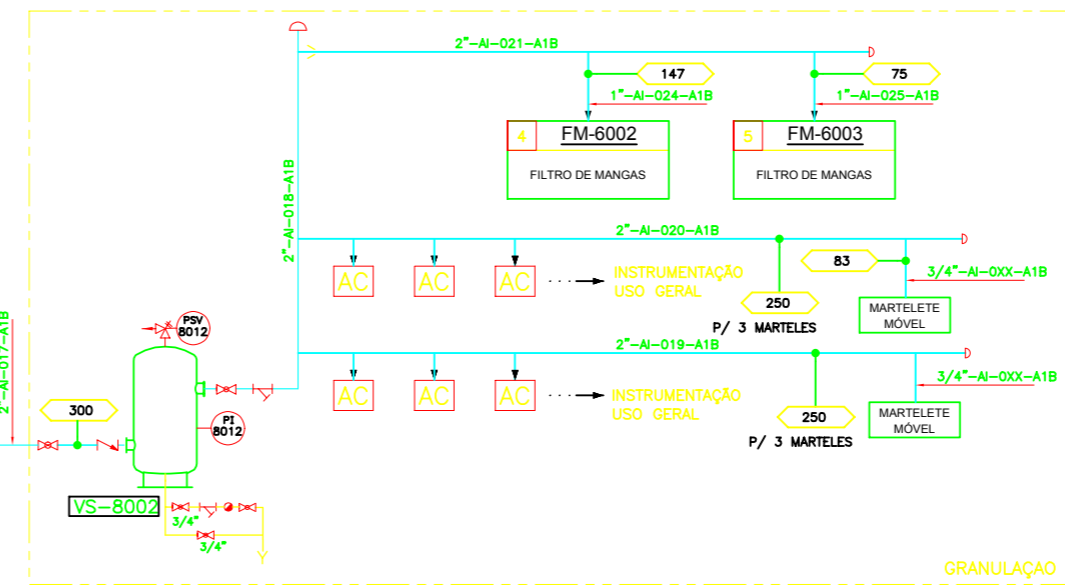 2"-AI-021-A1B
147
75
1"-AI-024-A1B
1"-AI-025-A1B
4
FM-6002
FILTRO DE MANGAS
5
FM-6003
FILTRO DE MANGAS
2"-AI-018-A1B
2"-AI-020-A1B
83
3/4"-AI-0XX-A1B
AC
AC
AC
INSTRUMENTAÇÃO
USO GERAL
250
P/ 3 MARTELES
MARTELETE
MÓVEL
2"-AI-019-A1B
3/4"-AI-0XX-A1B
AC
AC
AC
INSTRUMENTAÇÃO
USO GERAL
250
P/ 3 MARTELES
MARTELETE
MÓVEL
2"-AI-017-A1B
PSV
8012
300
PI
8012
VS-8002
3/4"
3/4"
GRANULAÇAO